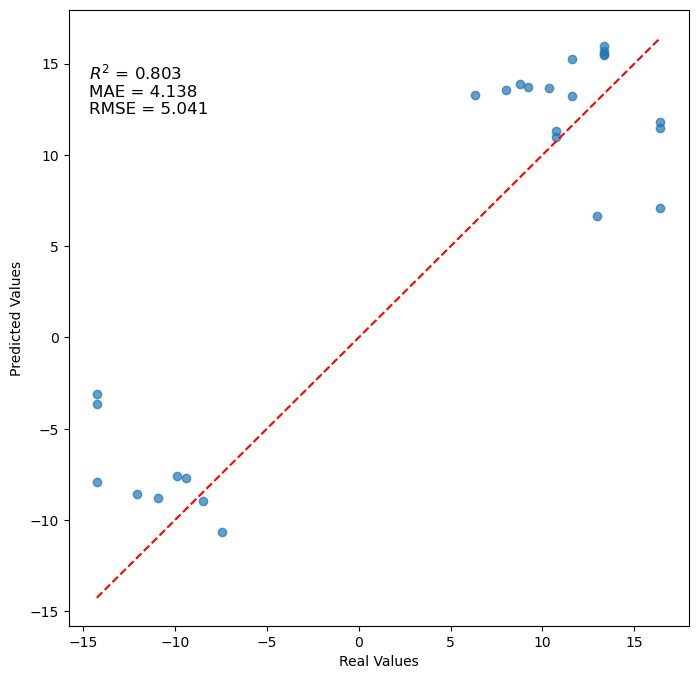 R² = 0.803
MAE = 4.138
RMSE = 5.041
15
10
5
0
−5
−10
−15
Predicted Values
−15 −10 −5 0 5 10 15
Real Values